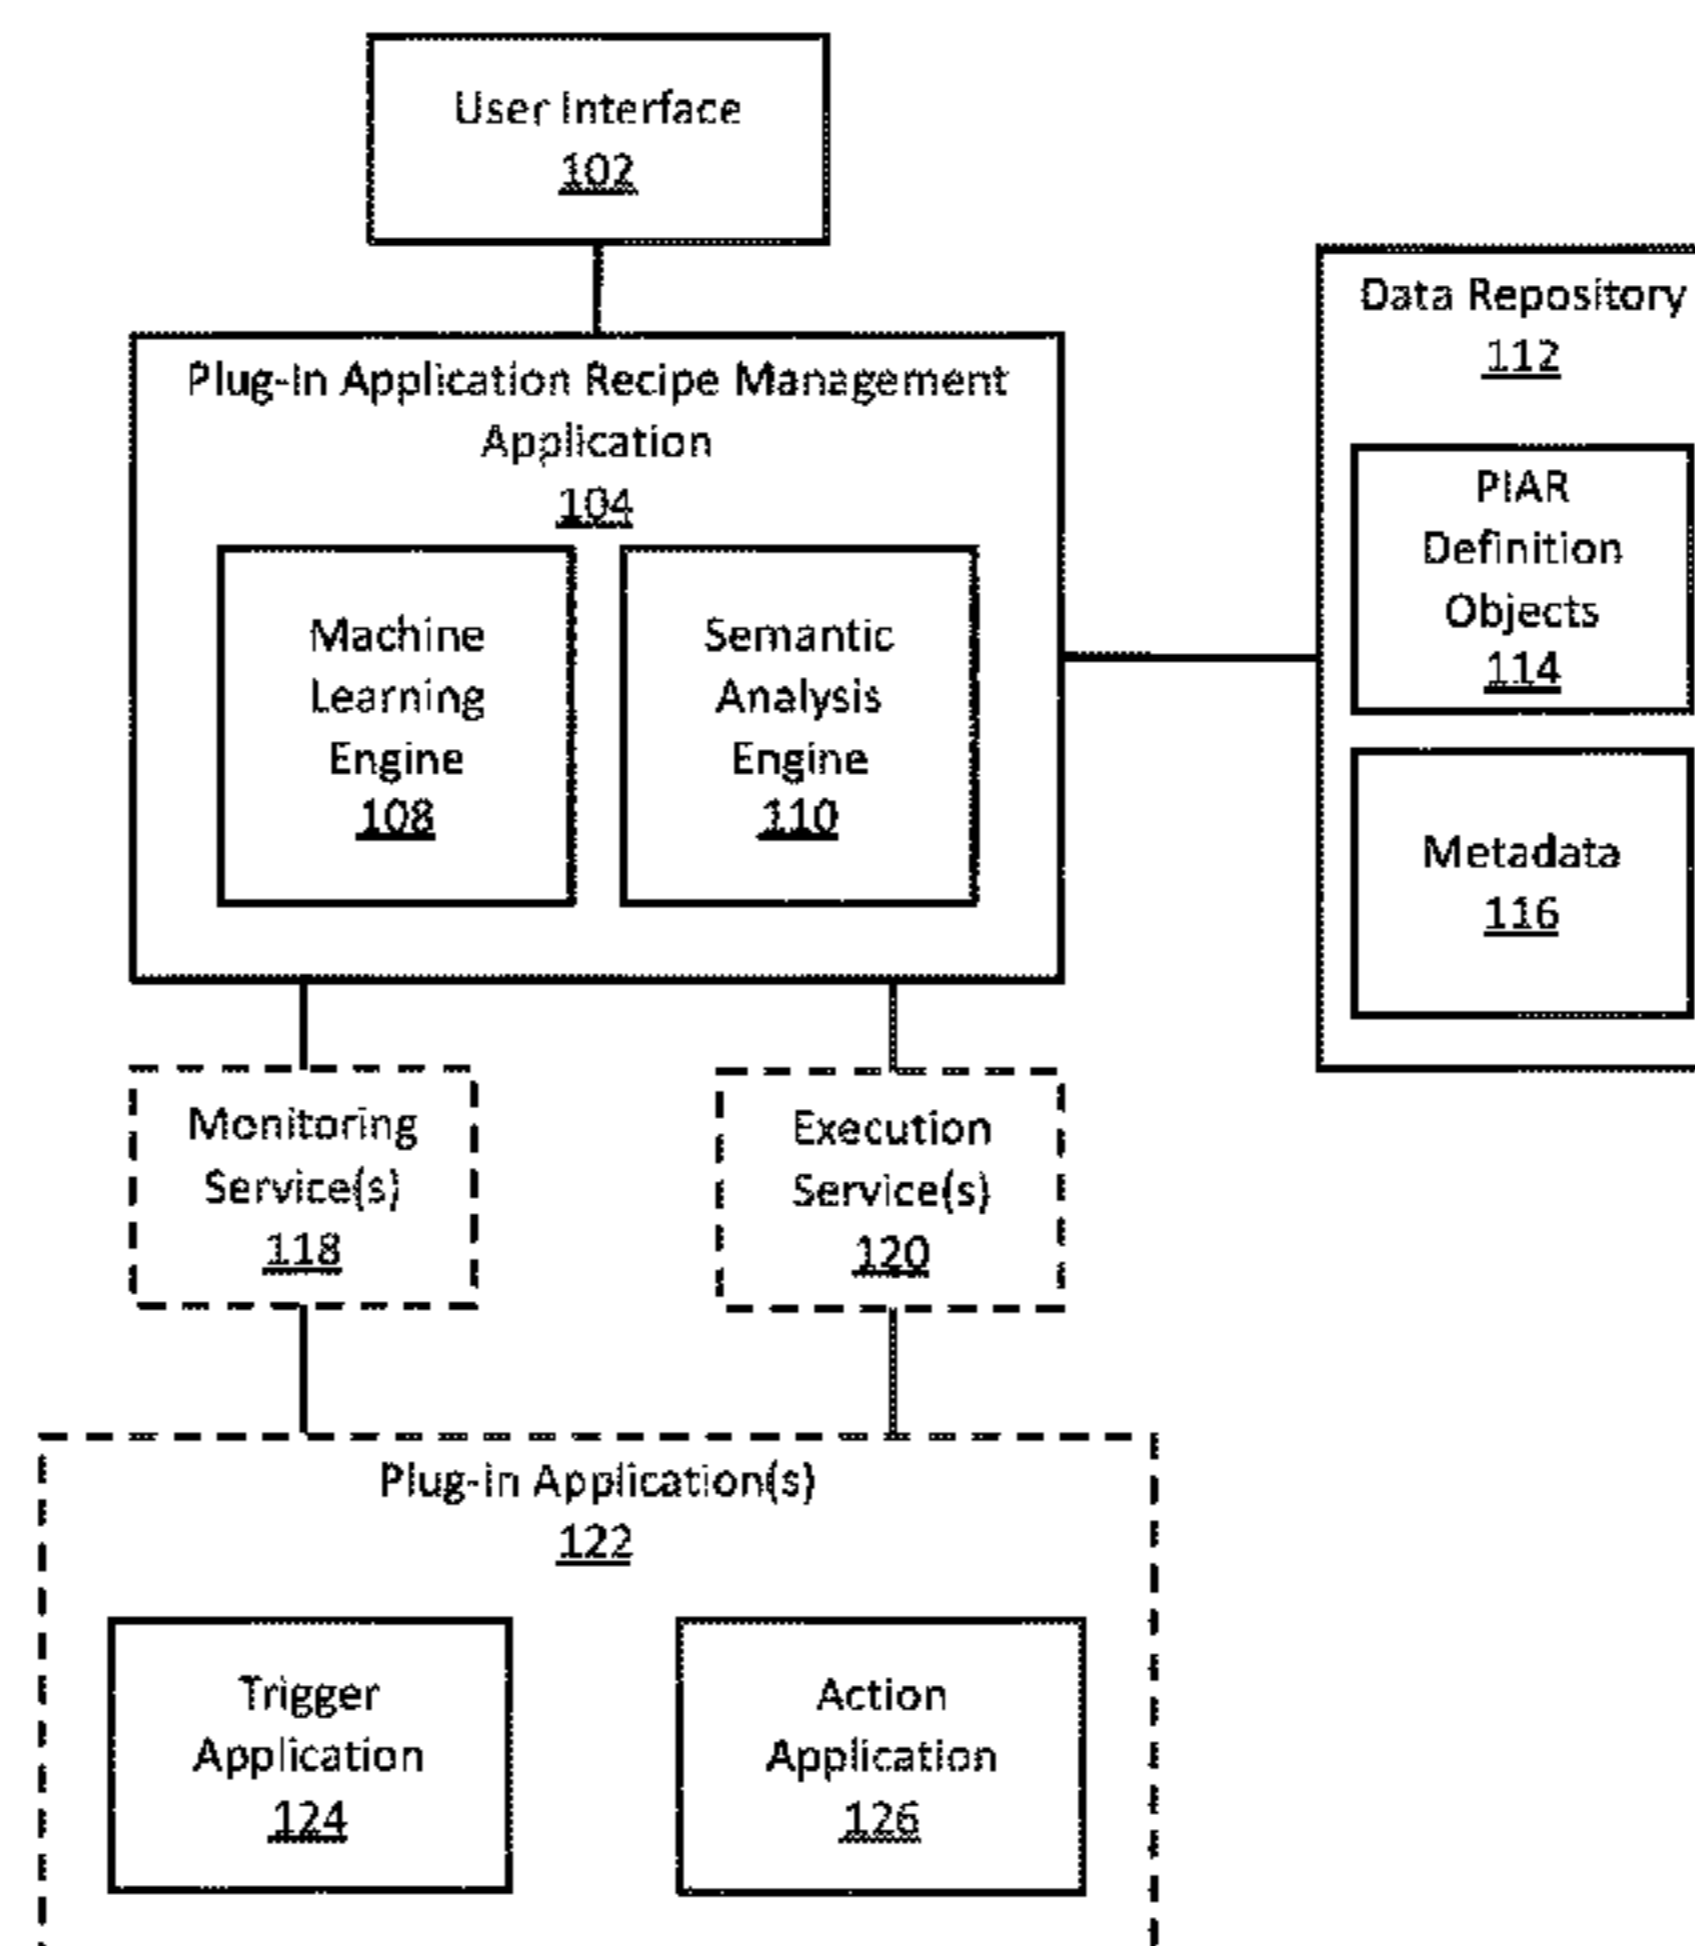 User Interface
102
Plug-In Application Recipe Management
Application
104
Machine
Learning
Engine
108
Semantic
Analysis
Engine
110
Data Repository
112
PIAR
Definition
Objects
114
Metadata
116
Monitoring
Service(s)
118
Execution
Service(s)
120
Plug-in Application(s)
122
Trigger
Application
124
Action
Application
126